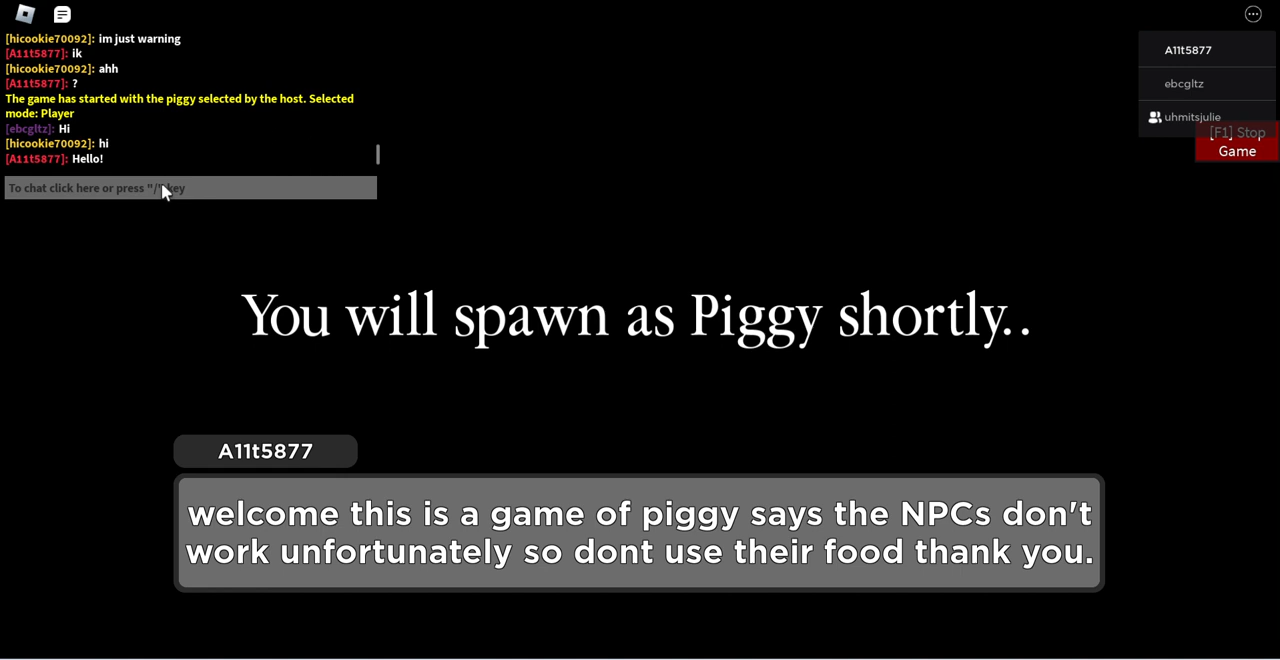 [hicookie70092]: im just warning
[A11t5877]: ik
[hicookie70092]: ahh
[A11t5877]: ?
The game has started with the piggy selected by the host. Selected
mode: Player
[ebcgltz]: Hi
[hicookie70092]: hi
[A11t5877]: Hello!
To chat click here or press "/" key
A11t5877
ebcgltz
uhmitsjulie
[F1] Stop
Game
You will spawn as Piggy shortly..
A11t5877
welcome this is a game of piggy says the NPCs don't
work unfortunately so dont use their food thank you.